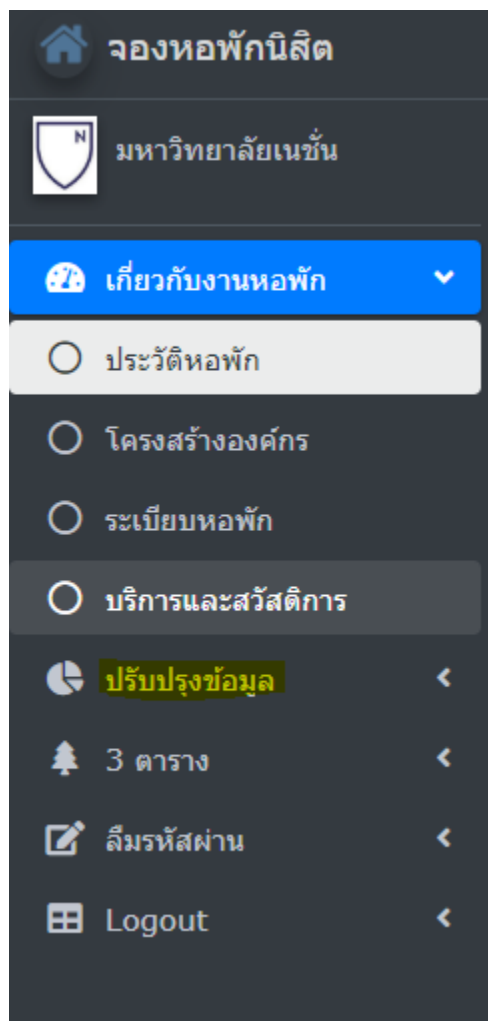 จองหอพักนิสิต
N
มหาวิทยาลัยเนชั่น
เกี่ยวกับงานหอพัก
ประวัติหอพัก
โครงสร้างองค์กร
ระเบียบหอพัก
บริการและสวัสดิการ
ปรับปรุงข้อมูล
3 ตาราง
ลืมรหัสผ่าน
Logout